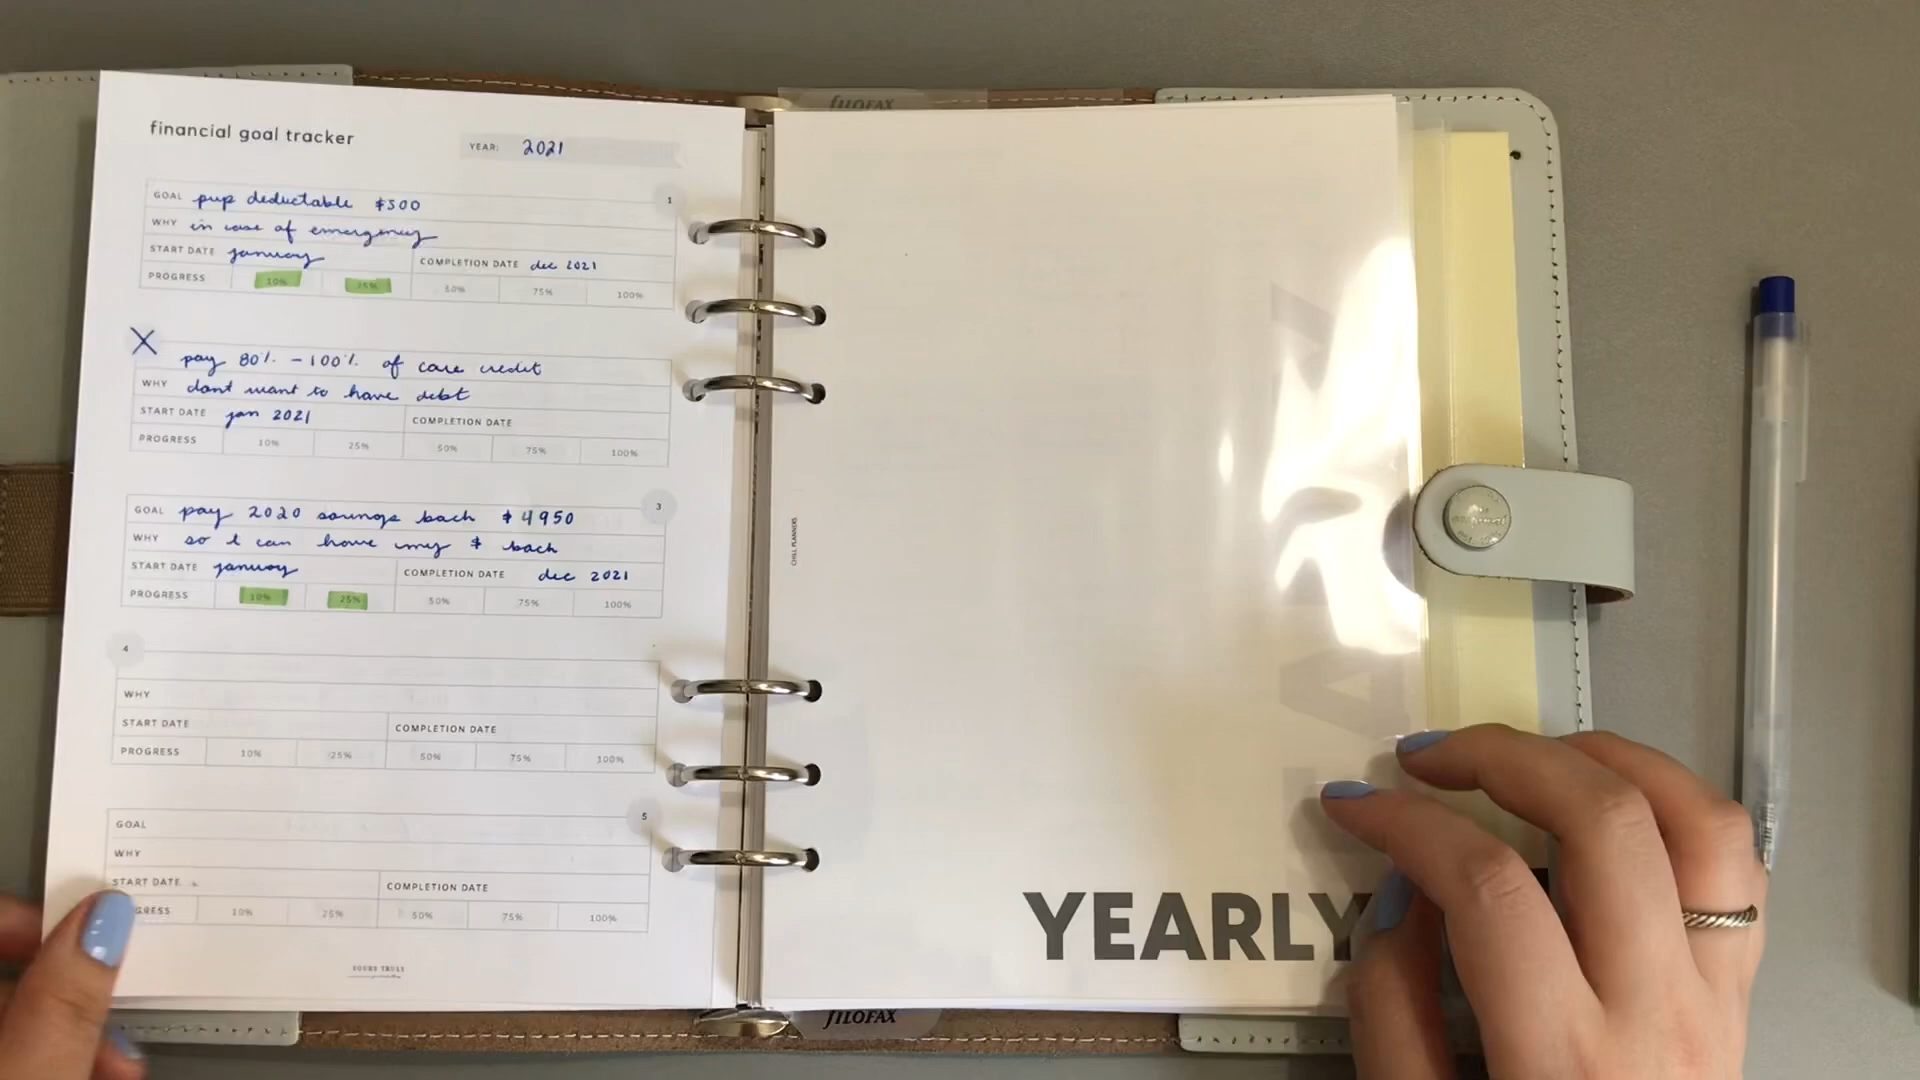 FILOFAX
financial goal tracker
YEAR: 2021
1
GOAL pup deductable $500
WHY in case of emergency
START DATE january COMPLETION DATE dec 2021
PROGRESS 10% 25% 50% 75% 100%
X
pay 80% - 100% of care credit
WHY dont want to have debt
START DATE jan 2021 COMPLETION DATE
PROGRESS 10% 25% 50% 75% 100%
3
GOAL pay 2020 savings back $4950
WHY so I can have my $ back
START DATE january COMPLETION DATE dec 2021
PROGRESS 10% 25% 50% 75% 100%
4
WHY
START DATE COMPLETION DATE
PROGRESS 10% 25% 50% 75% 100%
5
GOAL
WHY
START DATE COMPLETION DATE
GRESS 10% 25% 50% 75% 100%
YOURS TRULY
CHILL PLANNERS
YEARLY
FILOFAX